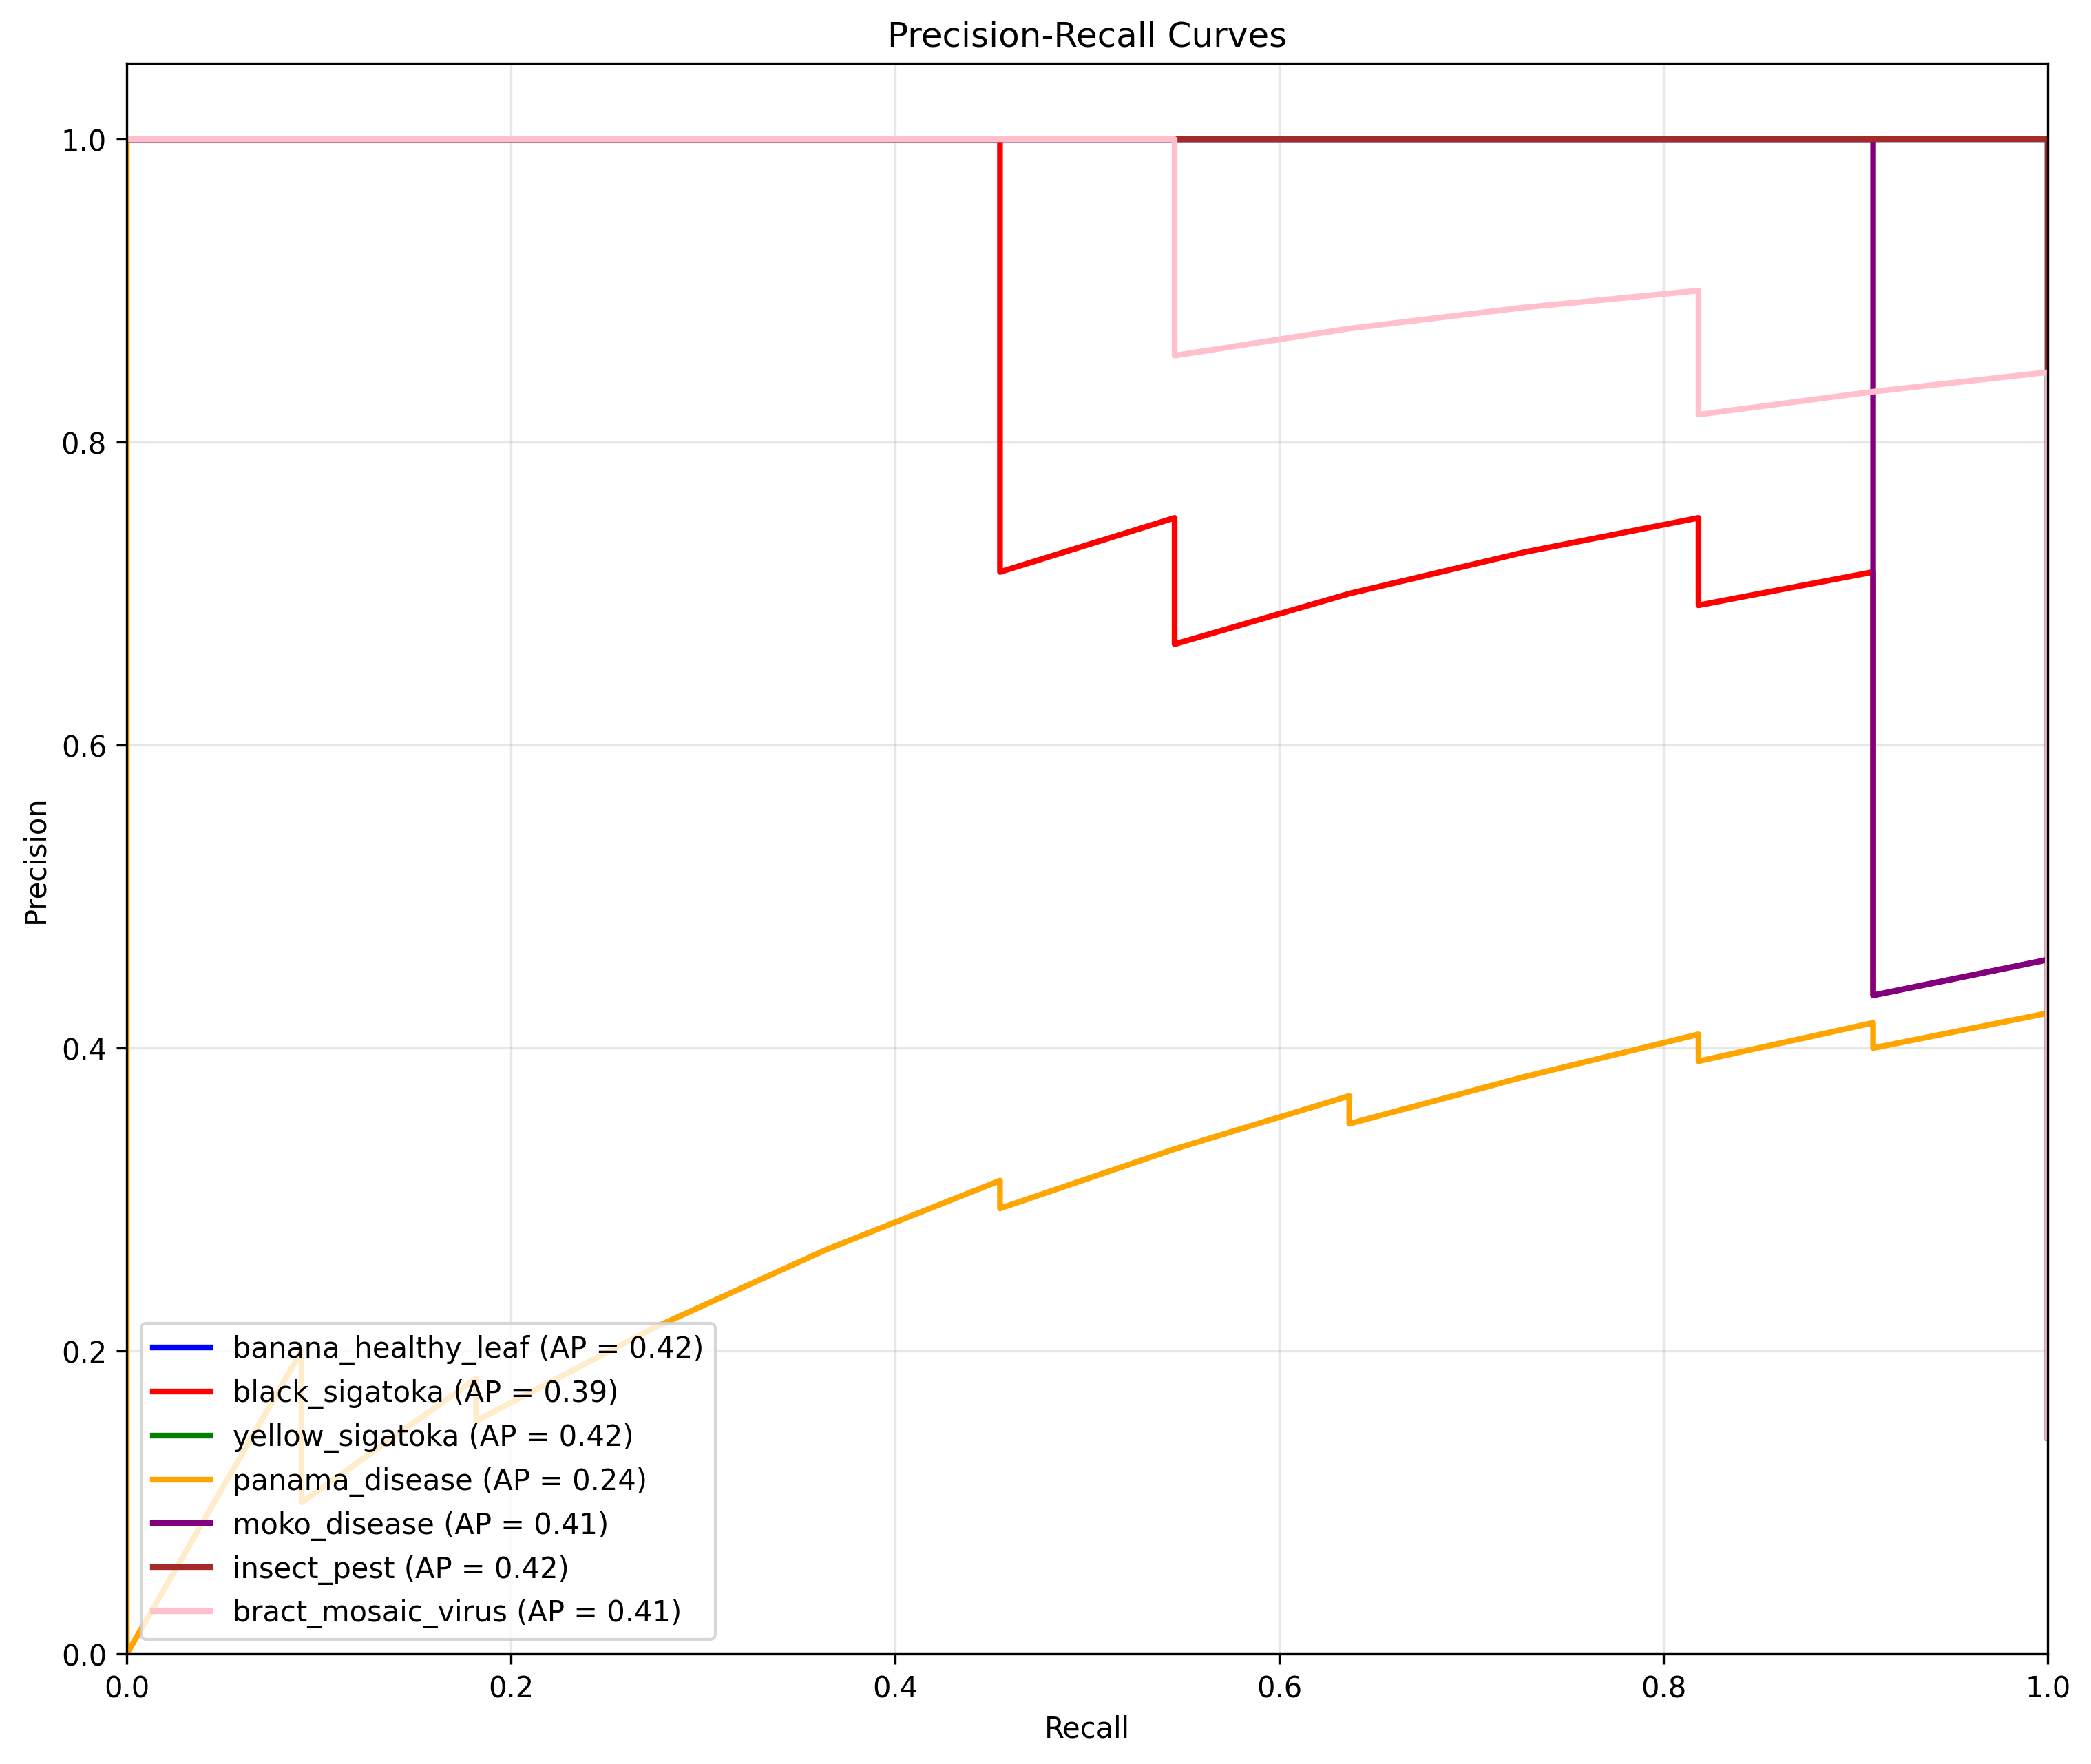 Precision-Recall Curves
1.0
0.8
0.6
0.4
0.2
0.0
Precision
banana_healthy_leaf (AP = 0.42)
black_sigatoka (AP = 0.39)
yellow_sigatoka (AP = 0.42)
panama_disease (AP = 0.24)
moko_disease (AP = 0.41)
insect_pest (AP = 0.42)
bract_mosaic_virus (AP = 0.41)
0.0 0.2 0.4 0.6 0.8 1.0
Recall